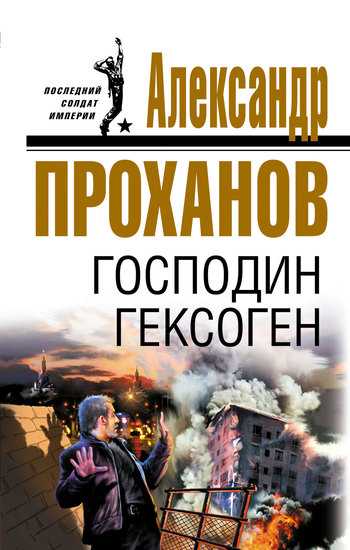 ПОСЛЕДНИЙ
СОЛДАТ
ИМПЕРИИ
Александр
ПРОХАНОВ
ГОСПОДИН
ГЕКСОГЕН